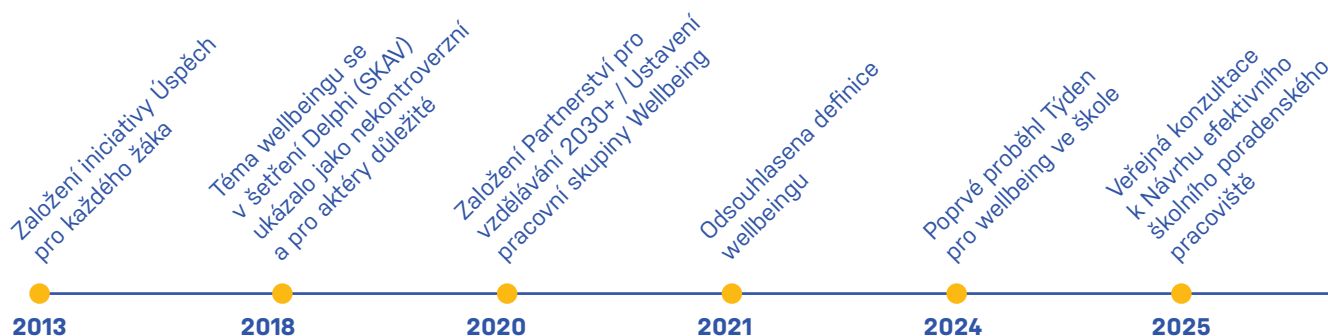 Založení iniciativy Úspěch
pro každého žáka
Téma wellbeingu se
v šetření Delphi (SKAV)
ukázalo jako nekontroverzní
a pro aktéry důležité
Založení Partnerství pro
vzdělávání 2030+ / Ustavení
pracovní skupiny Wellbeing
Odsouhlasena definice
wellbeingu
Poprvé proběhl Týden
pro wellbeing ve škole
Veřejná konzultace
k Návrhu efektivního
školního poradenského
pracoviště
2013
2018
2020
2021
2024
2025